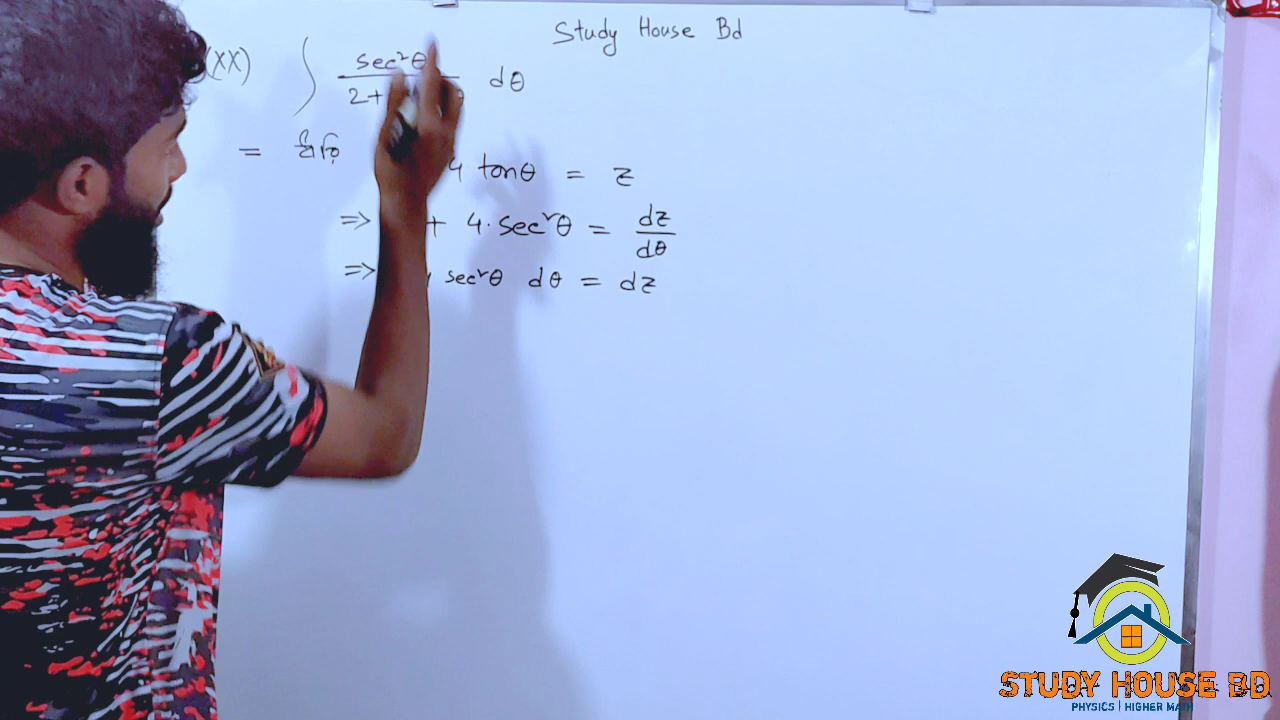 Study House Bd
(XX) ∫ sec²θ / 2+ dθ
= ধরি
4 tanθ = z
=> + 4·sec²θ = dz/dθ
=> sec²θ dθ = dz
STUDY HOUSE BD
PHYSICS | HIGHER MATH